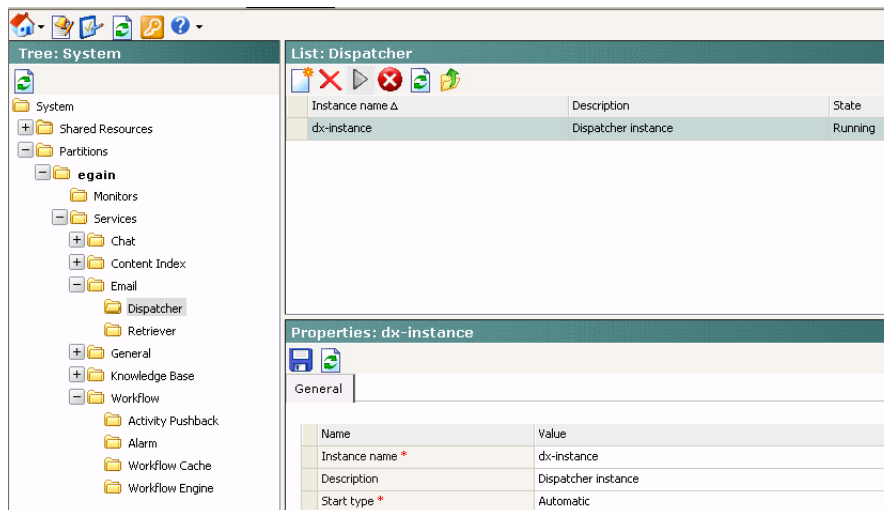 Tree: System
System
Shared Resources
Partitions
egain
Monitors
Services
Chat
Content Index
Email
Dispatcher
Retriever
General
Knowledge Base
Workflow
Activity Pushback
Alarm
Workflow Cache
Workflow Engine
List: Dispatcher
Instance name Description State
dx-instance Dispatcher instance Running
Properties: dx-instance
General
Name Value
Instance name * dx-instance
Description Dispatcher instance
Start type * Automatic